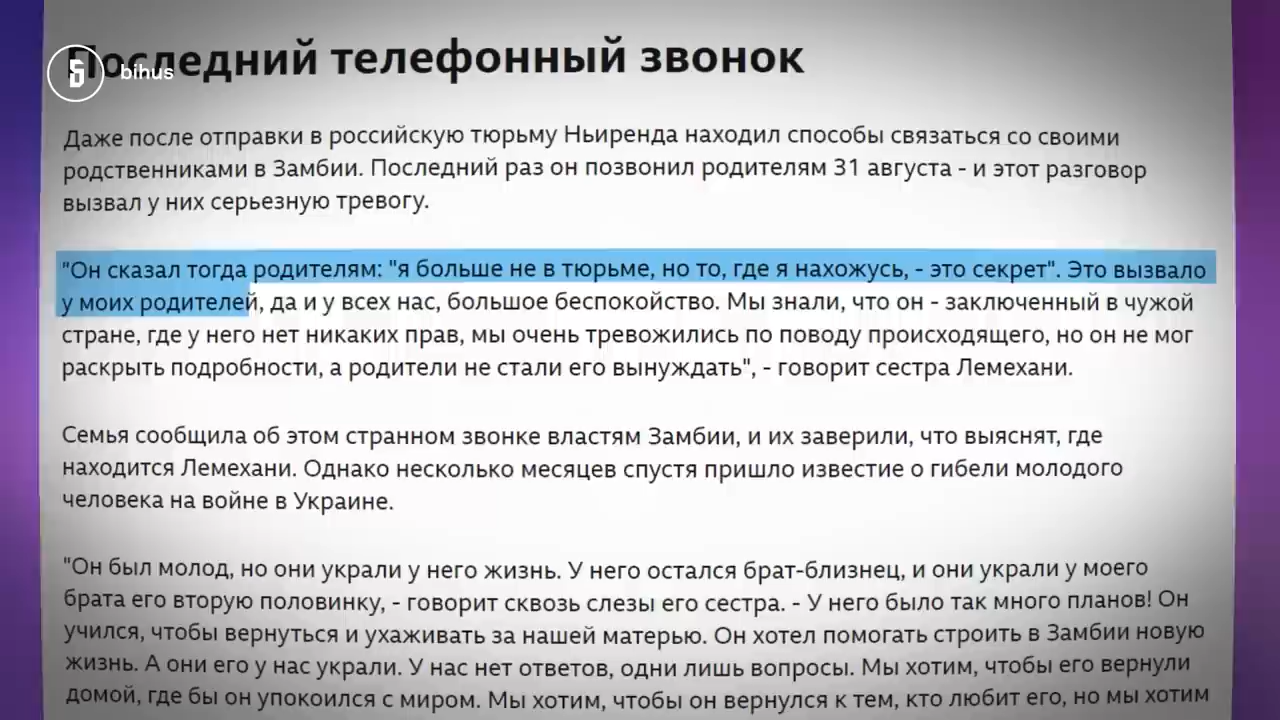 Последний телефонный звонок
bihus
Даже после отправки в российскую тюрьму Ньиренда находил способы связаться со своими
родственниками в Замбии. Последний раз он позвонил родителям 31 августа - и этот разговор
вызвал у них серьезную тревогу.
"Он сказал тогда родителям: "я больше не в тюрьме, но то, где я нахожусь, - это секрет". Это вызвало
у моих родителей, да и у всех нас, большое беспокойство. Мы знали, что он - заключенный в чужой
стране, где у него нет никаких прав, мы очень тревожились по поводу происходящего, но он не мог
раскрыть подробности, а родители не стали его вынуждать", - говорит сестра Лемехани.
Семья сообщила об этом странном звонке властям Замбии, и их заверили, что выяснят, где
находится Лемехани. Однако несколько месяцев спустя пришло известие о гибели молодого
человека на войне в Украине.
"Он был молод, но они украли у него жизнь. У него остался брат-близнец, и они украли у моего
брата его вторую половинку, - говорит сквозь слезы его сестра. - У него было так много планов! Он
учился, чтобы вернуться и ухаживать за нашей матерью. Он хотел помогать строить в Замбии новую
жизнь. А они его у нас украли. У нас нет ответов, одни лишь вопросы. Мы хотим, чтобы его вернули
домой, где бы он упокоился с миром. Мы хотим, чтобы он вернулся к тем, кто любит его, но мы хотим